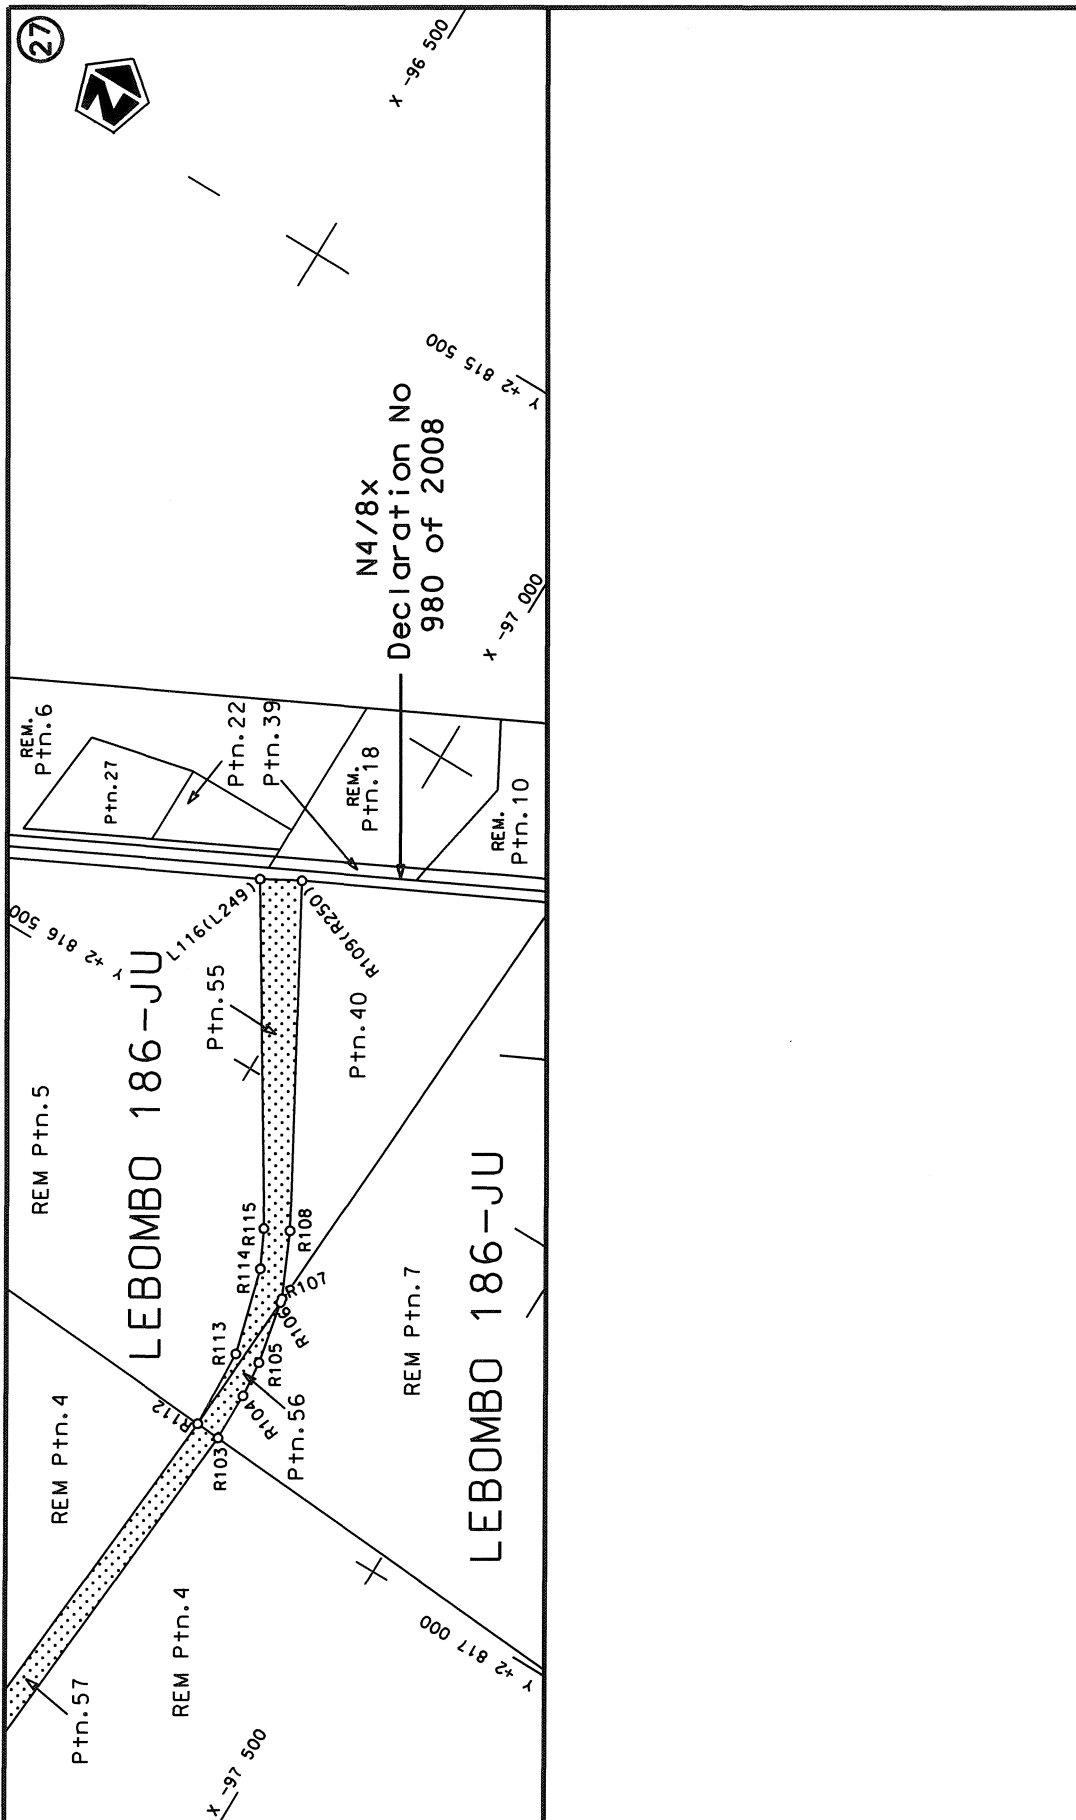 27
N
X -96 500
Y +2 815 500
N4/8x
Declaration No
980 of 2008
X -97 000
REM.
Ptn.6
Ptn.27
Ptn.22
Ptn.39
REM.
Ptn.18
REM.
Ptn.10
Y +2 816 500
L116(L249)
R109(R250)
LEBOMBO 186-JU
Ptn.55
Ptn.40
REM Ptn.5
R115
R108
R114
R107
R106
R113
R105
LEBOMBO 186-JU
REM Ptn.7
R112
R104
Ptn.56
R103
REM Ptn.4
REM Ptn.4
Y +2 817 000
Ptn.57
X -97 500